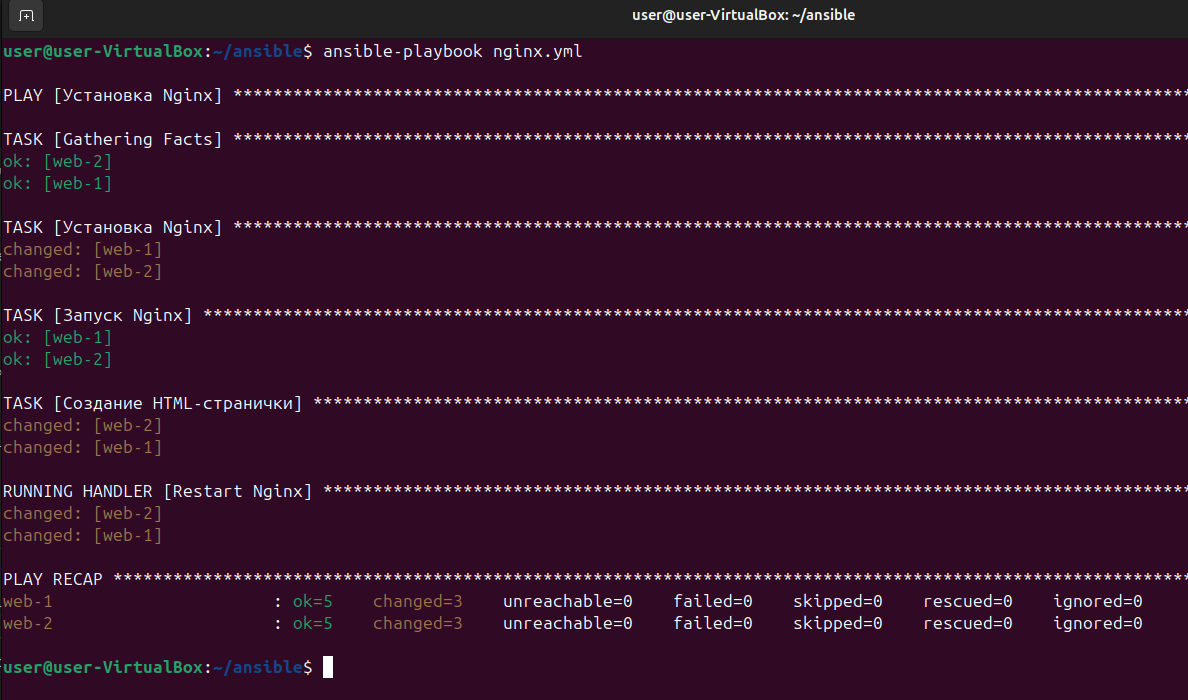 user@user-VirtualBox: ~/ansible
user@user-VirtualBox:~/ansible$ ansible-playbook nginx.yml
PLAY [Установка Nginx] ************************************************************************************************
TASK [Gathering Facts] ************************************************************************************************
ok: [web-2]
ok: [web-1]
TASK [Установка Nginx] ************************************************************************************************
changed: [web-1]
changed: [web-2]
TASK [Запуск Nginx] ***************************************************************************************************
ok: [web-1]
ok: [web-2]
TASK [Создание HTML-странички] ****************************************************************************************
changed: [web-2]
changed: [web-1]
RUNNING HANDLER [Restart Nginx] ***************************************************************************************
changed: [web-2]
changed: [web-1]
PLAY RECAP ************************************************************************************************************
web-1                      : ok=5    changed=3    unreachable=0    failed=0    skipped=0    rescued=0    ignored=0
web-2                      : ok=5    changed=3    unreachable=0    failed=0    skipped=0    rescued=0    ignored=0
user@user-VirtualBox:~/ansible$